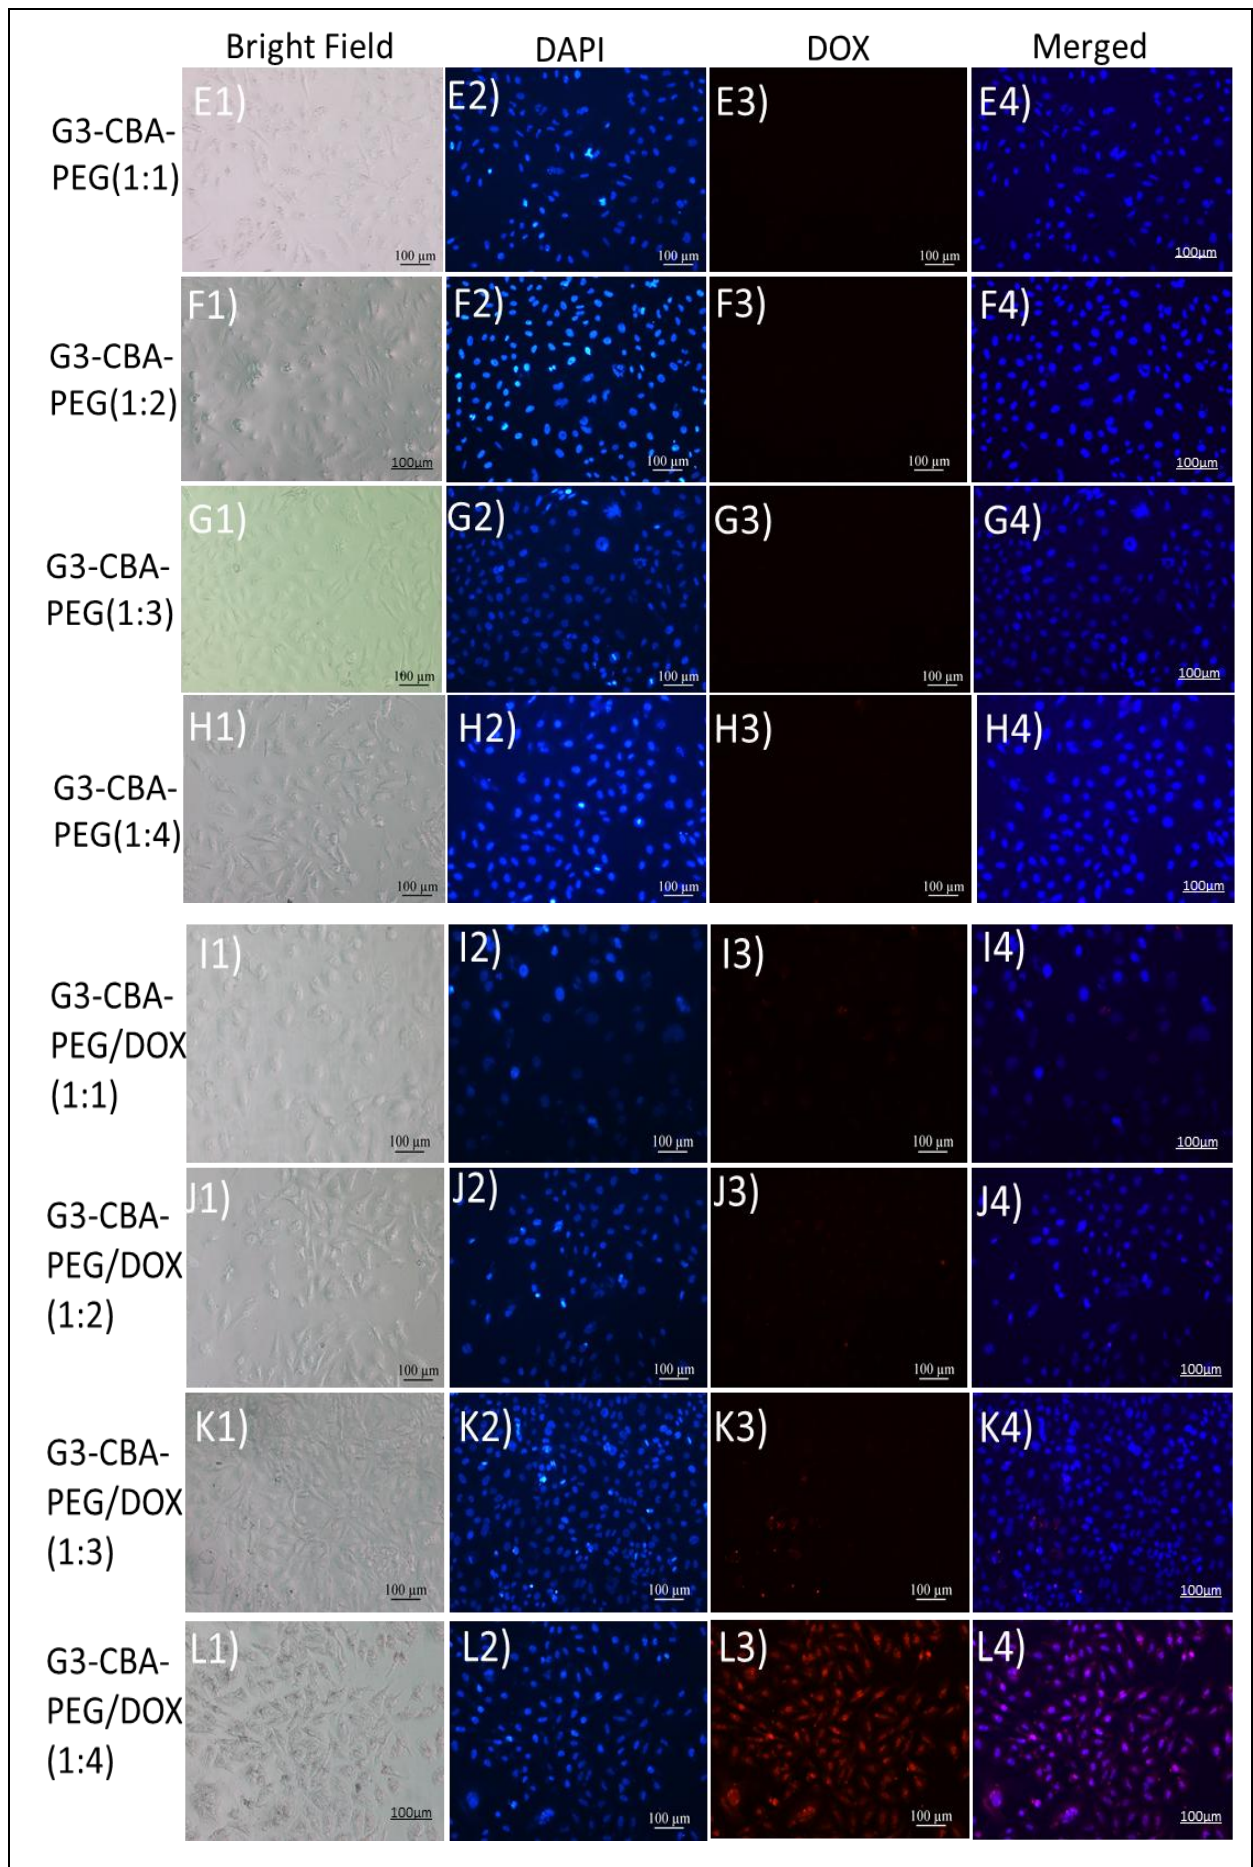 Bright Field
DAPI
DOX
Merged
G3-CBA-
PEG(1:1)
E1)
100 µm
E2)
100 µm
E3)
100 µm
E4)
100µm
G3-CBA-
PEG(1:2)
F1)
100µm
F2)
100 µm
F3)
100 µm
F4)
100µm
G3-CBA-
PEG(1:3)
G1)
100 µm
G2)
100 µm
G3)
100 µm
G4)
100µm
G3-CBA-
PEG(1:4)
H1)
100 µm
H2)
100 µm
H3)
100 µm
H4)
100µm
G3-CBA-
PEG/DOX
(1:1)
I1)
100 µm
I2)
100 µm
I3)
100 µm
I4)
100µm
G3-CBA-
PEG/DOX
(1:2)
J1)
100 µm
J2)
100 µm
J3)
100 µm
J4)
100µm
G3-CBA-
PEG/DOX
(1:3)
K1)
100 µm
K2)
100 µm
K3)
100 µm
K4)
100µm
G3-CBA-
PEG/DOX
(1:4)
L1)
100µm
L2)
100 µm
L3)
100 µm
L4)
100µm